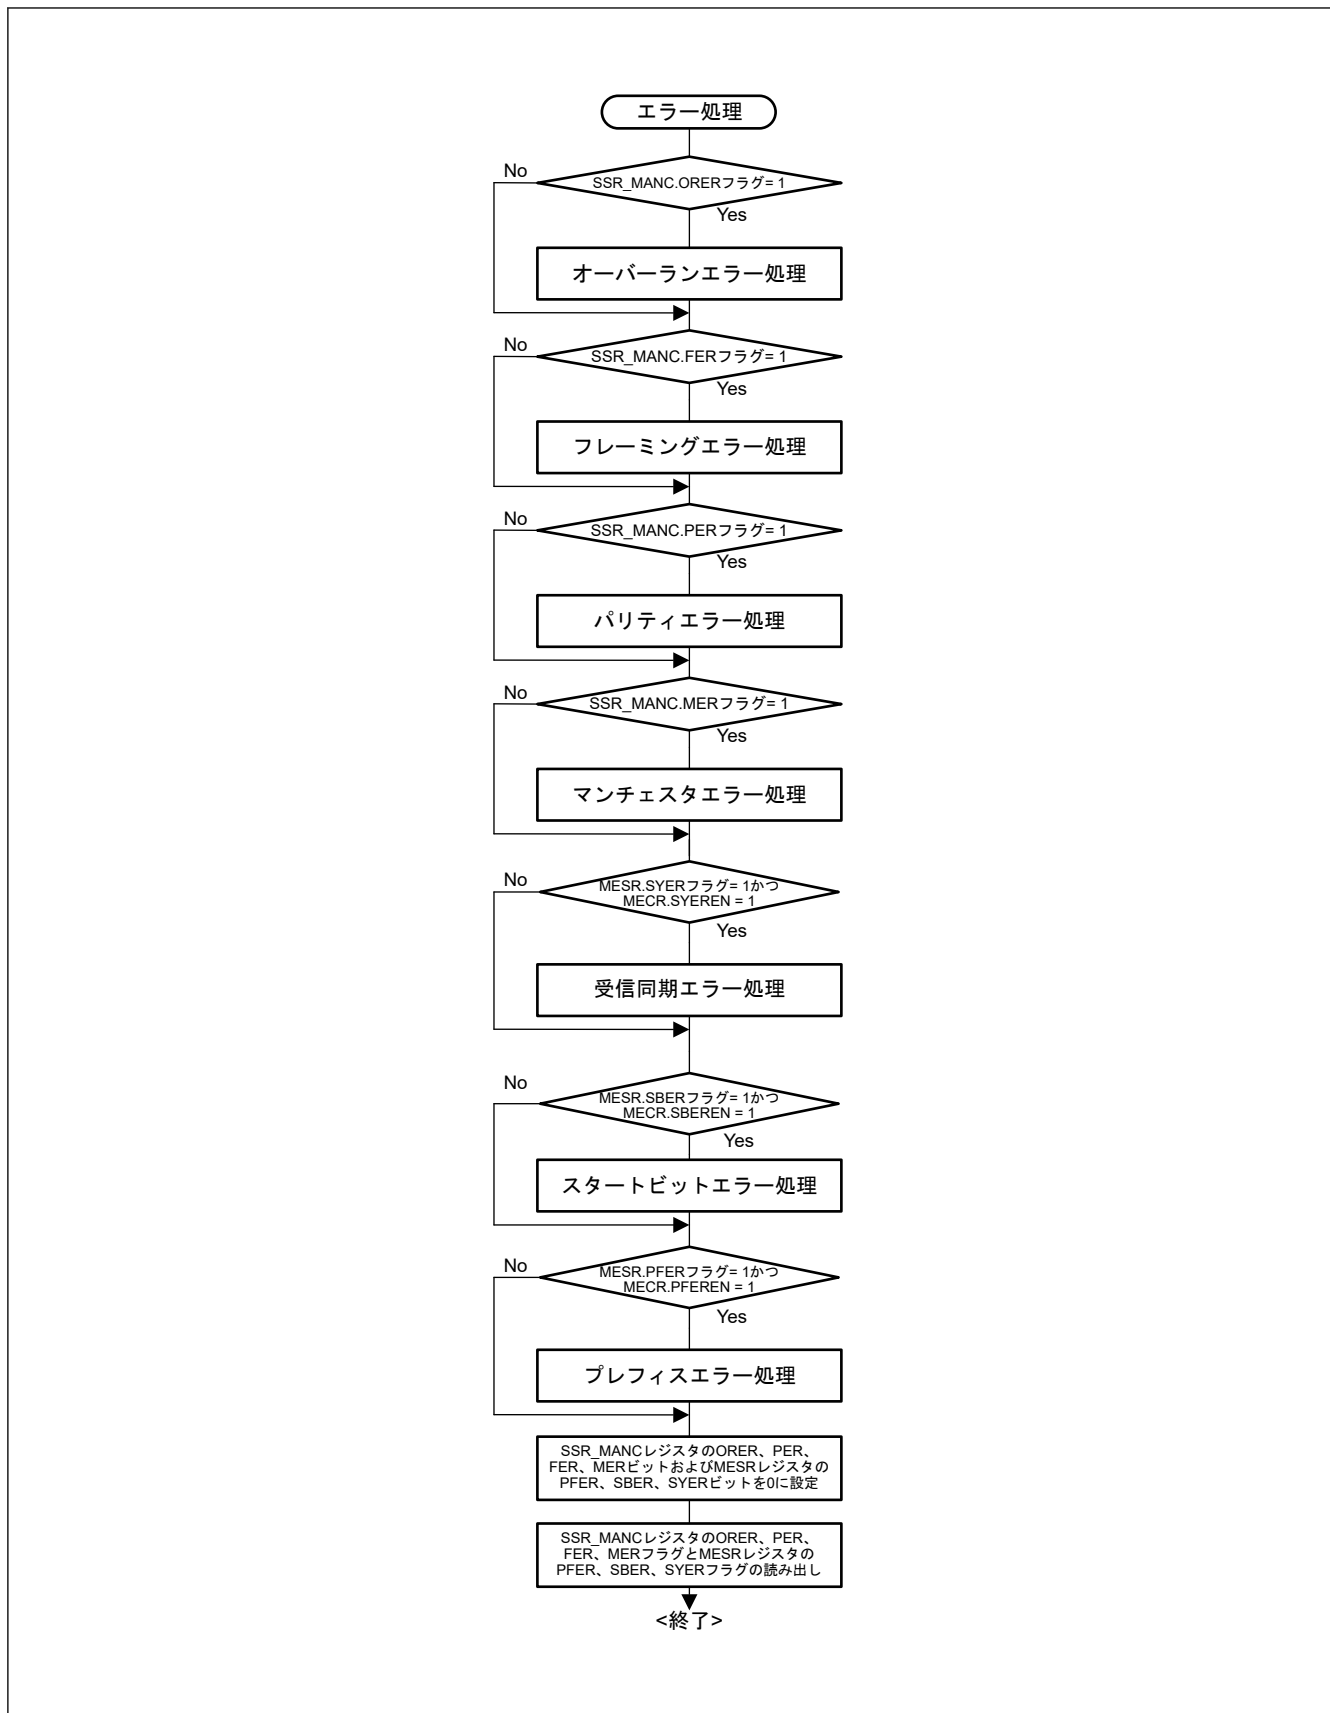 エラー処理
No
SSR_MANC.ORERフラグ= 1
Yes
オーバーランエラー処理
No
SSR_MANC.FERフラグ= 1
Yes
フレーミングエラー処理
No
SSR_MANC.PERフラグ= 1
Yes
パリティエラー処理
No
SSR_MANC.MERフラグ= 1
Yes
マンチェスタエラー処理
No
MESR.SYERフラグ= 1かつ
MECR.SYEREN = 1
Yes
受信同期エラー処理
No
MESR.SBERフラグ= 1かつ
MECR.SBEREN = 1
Yes
スタートビットエラー処理
No
MESR.PFERフラグ= 1かつ
MECR.PFEREN = 1
Yes
プレフィスエラー処理
SSR_MANCレジスタのORER、PER、
FER、MERビットおよびMESRレジスタの
PFER、SBER、SYERビットを0に設定
SSR_MANCレジスタのORER、PER、
FER、MERフラグとMESRレジスタの
PFER、SBER、SYERフラグの読み出し
<終了>